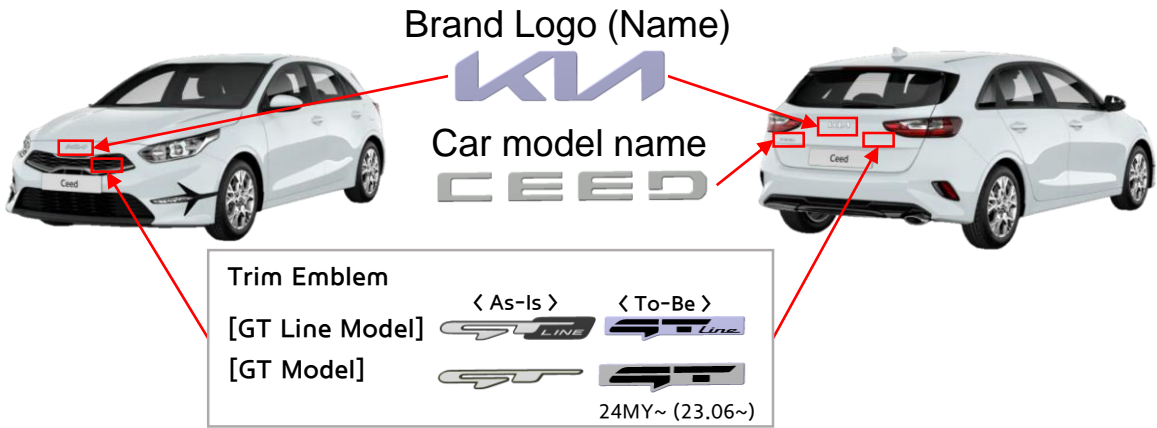 Brand Logo (Name)
KIA
Car model name
CEED
Ceed
Ceed
Trim Emblem
〈 As-Is 〉 〈 To-Be 〉
[GT Line Model] GT LINE GT Line
[GT Model] GT GT
24MY~ (23.06~)